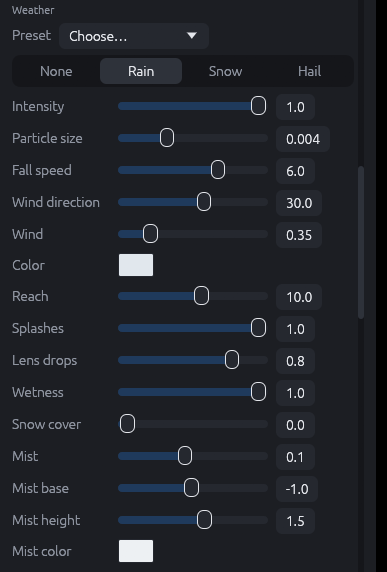 Weather
Preset Choose...
None Rain Snow Hail
Intensity 1.0
Particle size 0.004
Fall speed 6.0
Wind direction 30.0
Wind 0.35
Color
Reach 10.0
Splashes 1.0
Lens drops 0.8
Wetness 1.0
Snow cover 0.0
Mist 0.1
Mist base -1.0
Mist height 1.5
Mist color